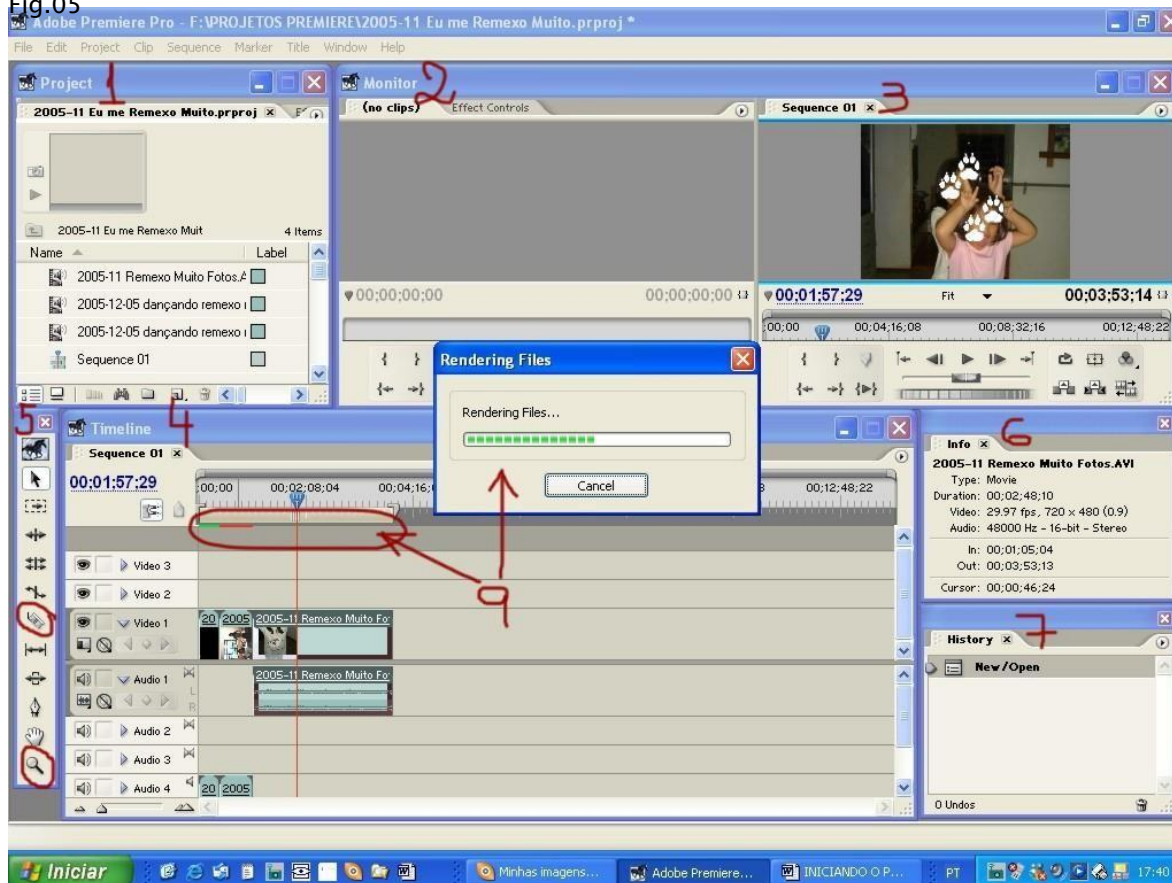 Fig.05
Adobe Premiere Pro - F:\PROJETOS PREMIERE\2005-11 Eu me Remexo Muito.prproj *
File Edit Project Clip Sequence Marker Title Window Help
Project 1
2005-11 Eu me Remexo Muito.prproj
2005-11 Eu me Remexo Muit 4 Items
Name Label
2005-11 Remexo Muito Fotos.A
2005-12-05 dançando remexo
2005-12-05 dançando remexo
Sequence 01
Monitor 2
(no clips) Effect Controls
00;00;00;00 00;00;00;00
Sequence 01 3
00;01;57;29 Fit 00;03;53;14
00;00 00;04;16;08 00;08;32;16 00;12;48;22
Rendering Files
Rendering Files...
Cancel
5
Timeline 4
Sequence 01
00;01;57;29 00;00 00;02;08;04 00;04;16; 00;12;48;22
9
Video 3
Video 2
Video 1 20 2005 2005-11 Remexo Muito Fo
Audio 1 2005-11 Remexo Muito Fo
L
R
Audio 2
Audio 3
Audio 4 20 2005
Info 6
2005-11 Remexo Muito Fotos.AVI
Type: Movie
Duration: 00;02;48;10
Video: 29.97 fps, 720 x 480 (0.9)
Audio: 48000 Hz - 16-bit - Stereo
In: 00;01;05;04
Out: 00;03;53;13
Cursor: 00;00;46;24
History 7
New/Open
0 Undos
Iniciar Minhas imagens... Adobe Premiere... INICIANDO O P... PT 17:40